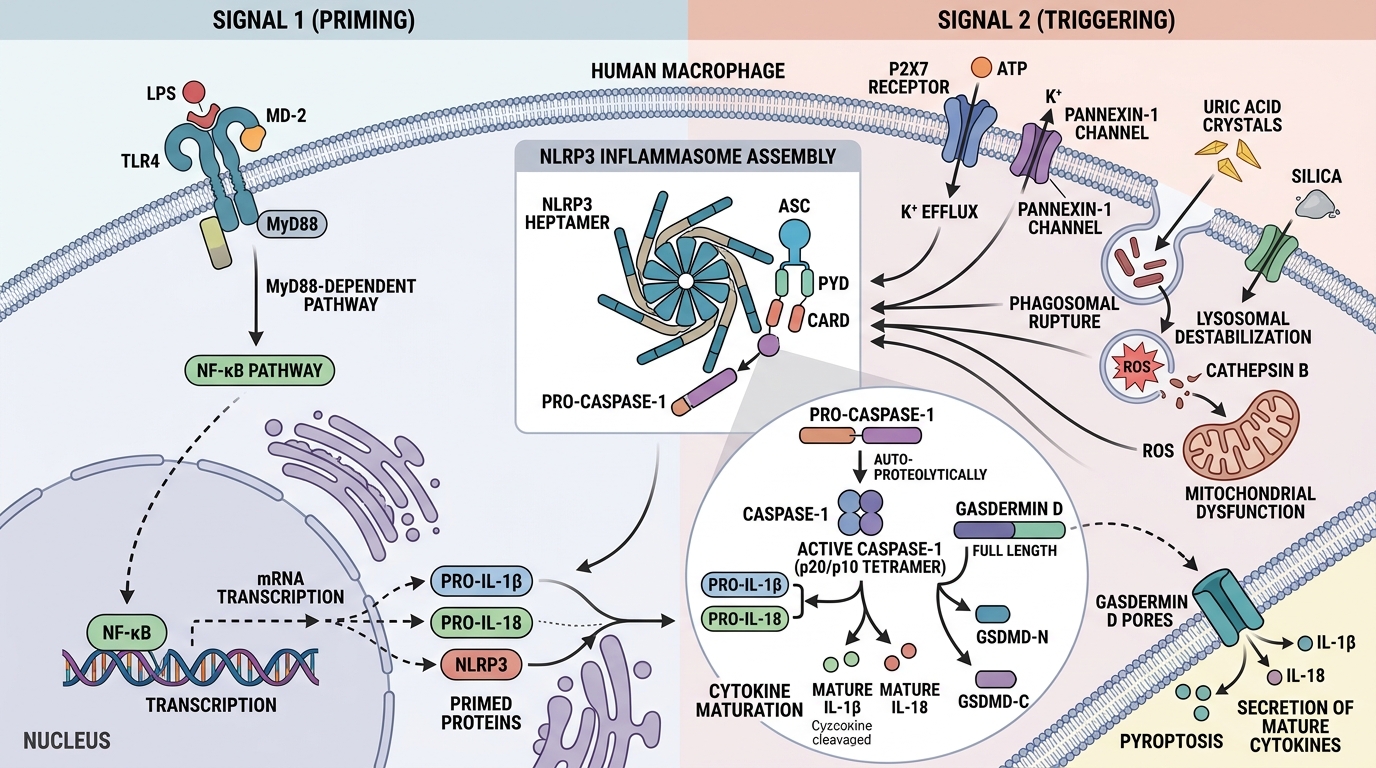 SIGNAL 1 (PRIMING)
SIGNAL 2 (TRIGGERING)
HUMAN MACROPHAGE
LPS
MD-2
TLR4
MyD88
MyD88-DEPENDENT
PATHWAY
NF-κB PATHWAY
NF-κB
mRNA
TRANSCRIPTION
TRANSCRIPTION
NUCLEUS
PRO-IL-1β
PRO-IL-18
NLRP3
PRIMED
PROTEINS
NLRP3 INFLAMMASOME ASSEMBLY
NLRP3
HEPTAMER
ASC
PYD
CARD
PRO-CASPASE-1
P2X7
RECEPTOR
ATP
K⁺
PANNEXIN-1
CHANNEL
K⁺ EFFLUX
PANNEXIN-1
CHANNEL
URIC ACID
CRYSTALS
SILICA
PHAGOSOMAL
RUPTURE
LYSOSOMAL
DESTABILIZATION
ROS
CATHEPSIN B
ROS
MITOCHONDRIAL
DYSFUNCTION
PRO-CASPASE-1
AUTO-
PROTEOLYTICALLY
CASPASE-1
ACTIVE CASPASE-1
(p20/p10 TETRAMER)
GASDERMIN D
FULL LENGTH
PRO-IL-1β
PRO-IL-18
GSDMD-N
GSDMD-C
CYTOKINE
MATURATION
MATURE
IL-1β
Cyzcokine
cleavaged
MATURE
IL-18
GASDERMIN
D PORES
IL-1β
IL-18
PYROPTOSIS
SECRETION OF
MATURE
CYTOKINES